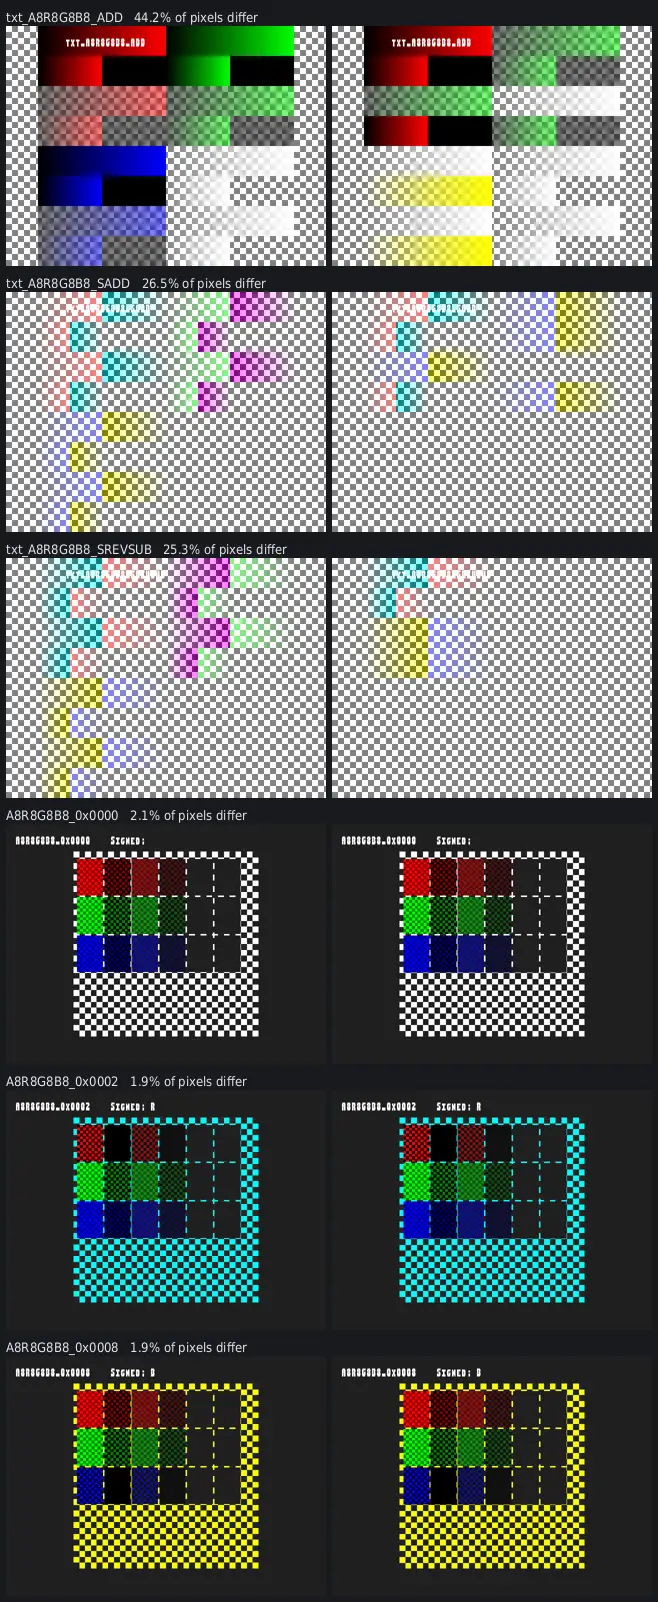 txt_A8R8G8B8_ADD 44.2% of pixels differ
TXT_A8R8G8B8_ADD TXT_A8R8G8B8_ADD
txt_A8R8G8B8_SADD 26.5% of pixels differ
txt_A8R8G8B8_SREVSUB 25.3% of pixels differ
A8R8G8B8_0x0000 2.1% of pixels differ
A8R8G8B8_0X0000 SIGNED: A8R8G8B8_0X0000 SIGNED:
A8R8G8B8_0x0002 1.9% of pixels differ
A8R8G8B8_0X0002 SIGNED: R A8R8G8B8_0X0002 SIGNED: R
A8R8G8B8_0x0008 1.9% of pixels differ
A8R8G8B8_0X0008 SIGNED: B A8R8G8B8_0X0008 SIGNED: B